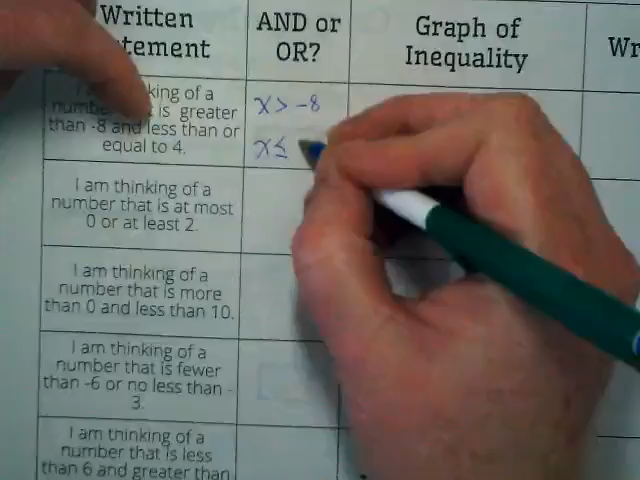 Written
AND or
OR?
Graph of
Inequality
Wr
king of a
is greater
than -8 and less than or
equal to 4.
x > -8
x ≤
I am thinking of a
number that is at most
0 or at least 2.
I am thinking of a
number that is more
than 0 and less than 10.
I am thinking of a
number that is fewer
than -6 or no less than -
3.
I am thinking of a
number that is less
than 6 and greater than